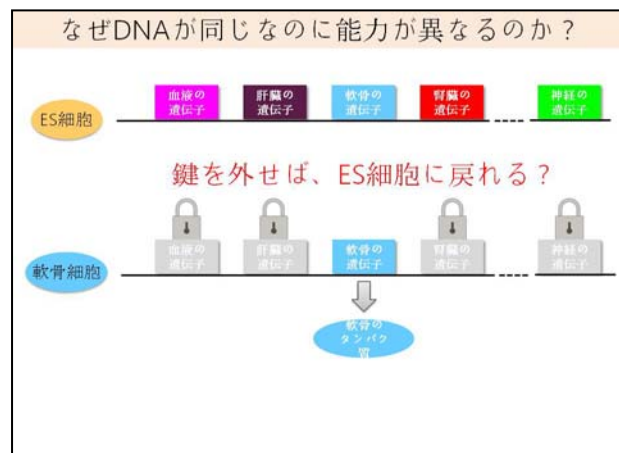 なぜDNAが同じなのに能力が異なるのか？
血液の
遺伝子
肝臓の
遺伝子
軟骨の
遺伝子
腎臓の
遺伝子
神経の
遺伝子
ES細胞
鍵を外せば、ES細胞に戻れる？
血液の
遺伝子
肝臓の
遺伝子
軟骨の
遺伝子
腎臓の
遺伝子
神経の
遺伝子
軟骨細胞
軟骨の
タンパク
質